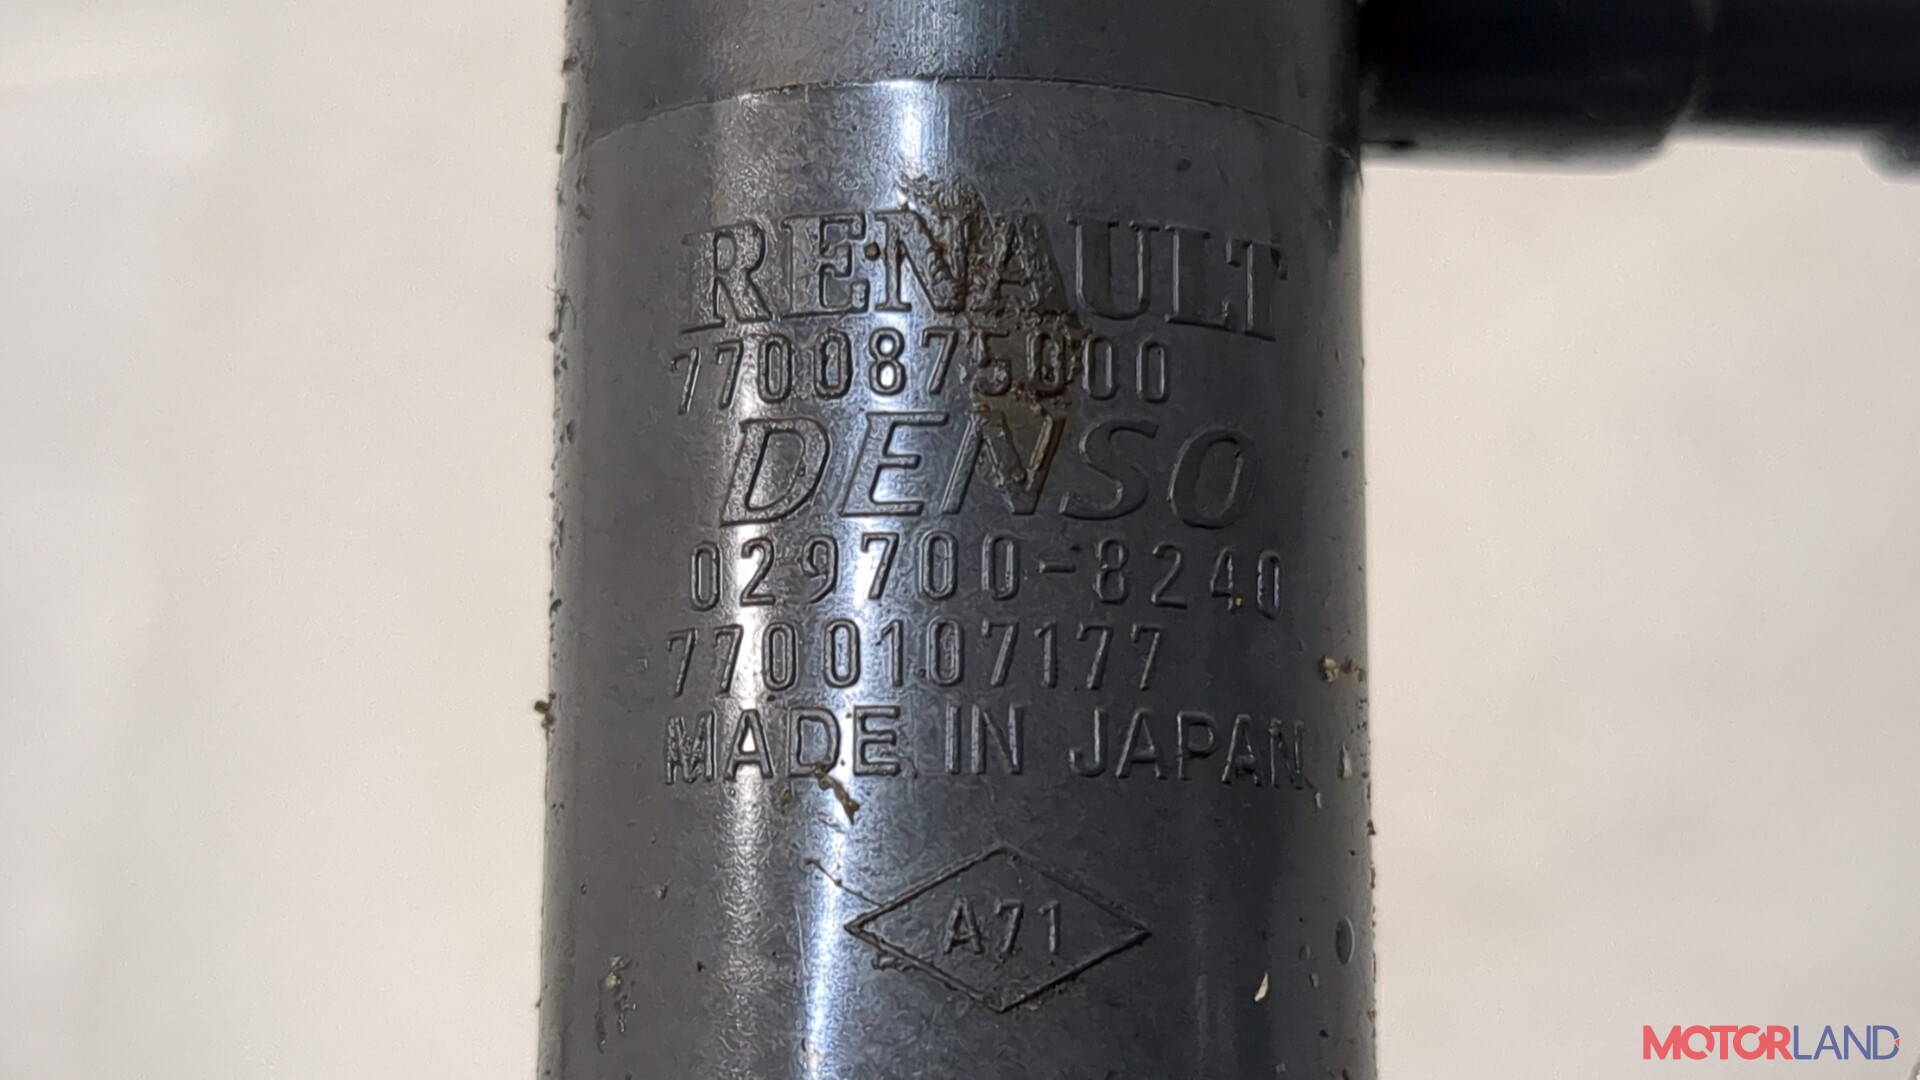 RENAULT
7700875000
DENSO
029700-8240
7700107177
MADE IN JAPAN
A71
MOTORLAND